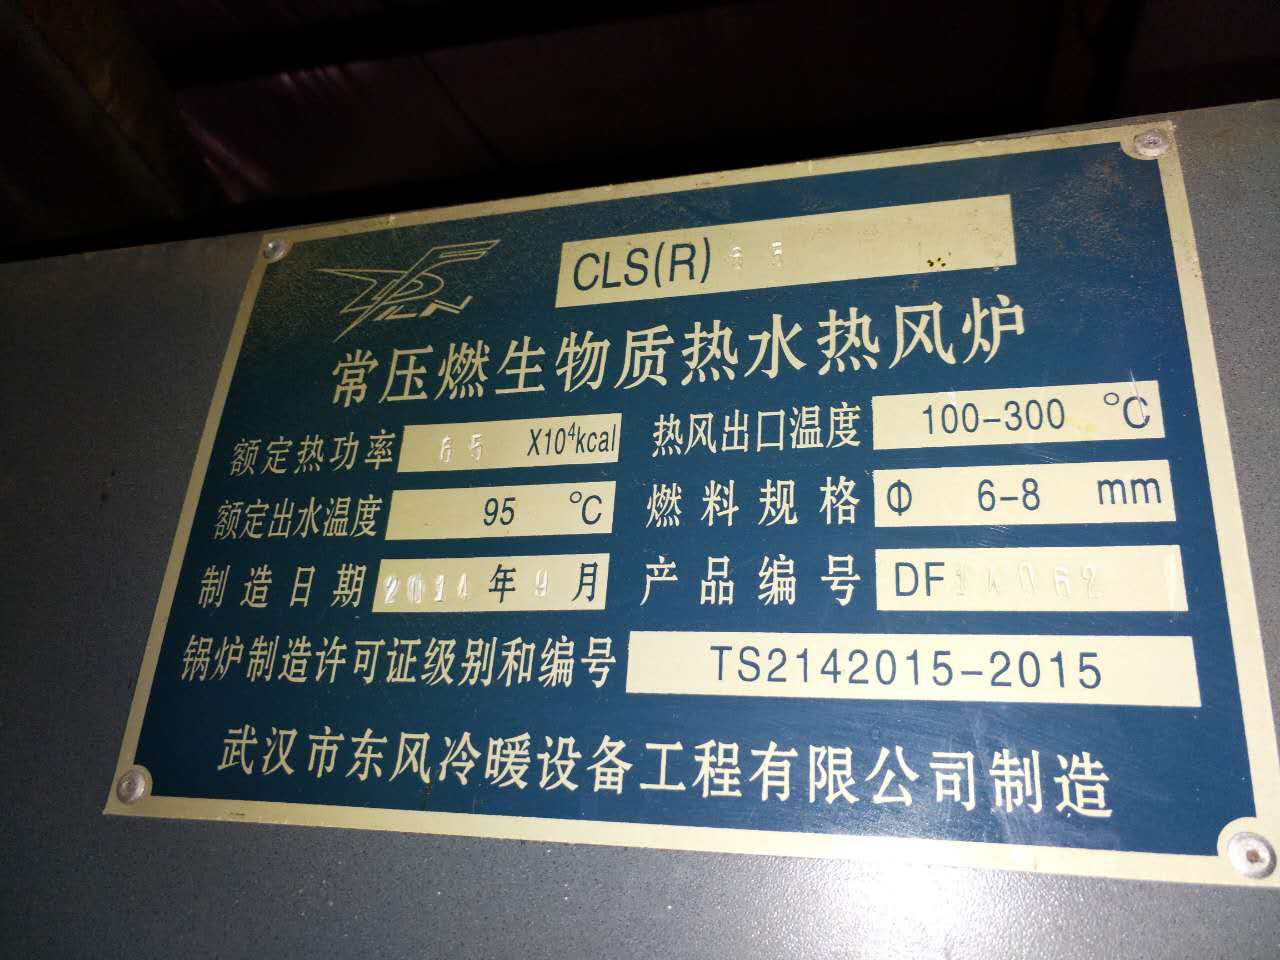 CLS(R) 65
常压燃生物质热水热风炉
额定热功率 65 X10⁴kcal 热风出口温度 100-300 ℃
额定出水温度 95 ℃ 燃料规格 Φ 6-8 mm
制造日期 2014年9月 产品编号 DF14062
锅炉制造许可证级别和编号 TS2142015-2015
武汉市东风冷暖设备工程有限公司制造